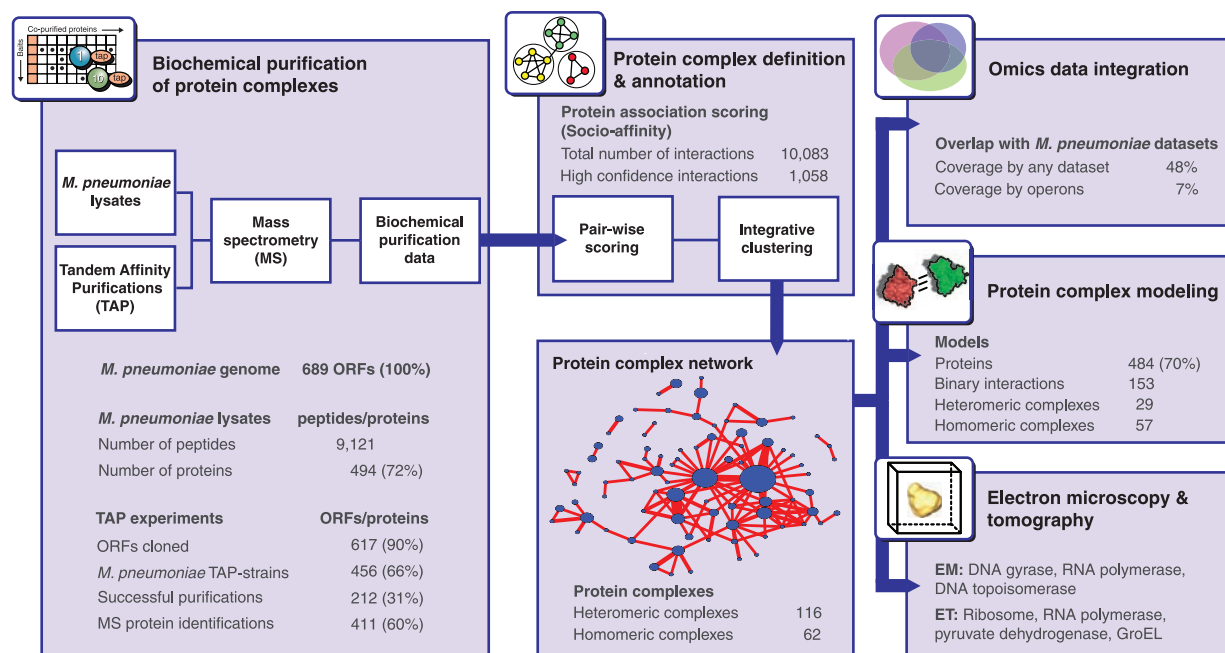 Co-purified proteins
Baits
1
tap
10
tap
Biochemical purification
of protein complexes
M. pneumoniae
lysates
Tandem Affinity
Purifications
(TAP)
Mass
spectrometry
(MS)
Biochemical
purification
data
M. pneumoniae genome 689 ORFs (100%)
M. pneumoniae lysates peptides/proteins
Number of peptides 9,121
Number of proteins 494 (72%)
TAP experiments ORFs/proteins
ORFs cloned 617 (90%)
M. pneumoniae TAP-strains 456 (66%)
Successful purifications 212 (31%)
MS protein identifications 411 (60%)
Protein complex definition
& annotation
Protein association scoring
(Socio-affinity)
Total number of interactions 10,083
High confidence interactions 1,058
Pair-wise
scoring
Integrative
clustering
Protein complex network
Protein complexes
Heteromeric complexes 116
Homomeric complexes 62
Omics data integration
Overlap with M. pneumoniae datasets
Coverage by any dataset 48%
Coverage by operons 7%
Protein complex modeling
Models
Proteins 484 (70%)
Binary interactions 153
Heteromeric complexes 29
Homomeric complexes 57
Electron microscopy &
tomography
EM: DNA gyrase, RNA polymerase,
DNA topoisomerase
ET: Ribosome, RNA polymerase,
pyruvate dehydrogenase, GroEL